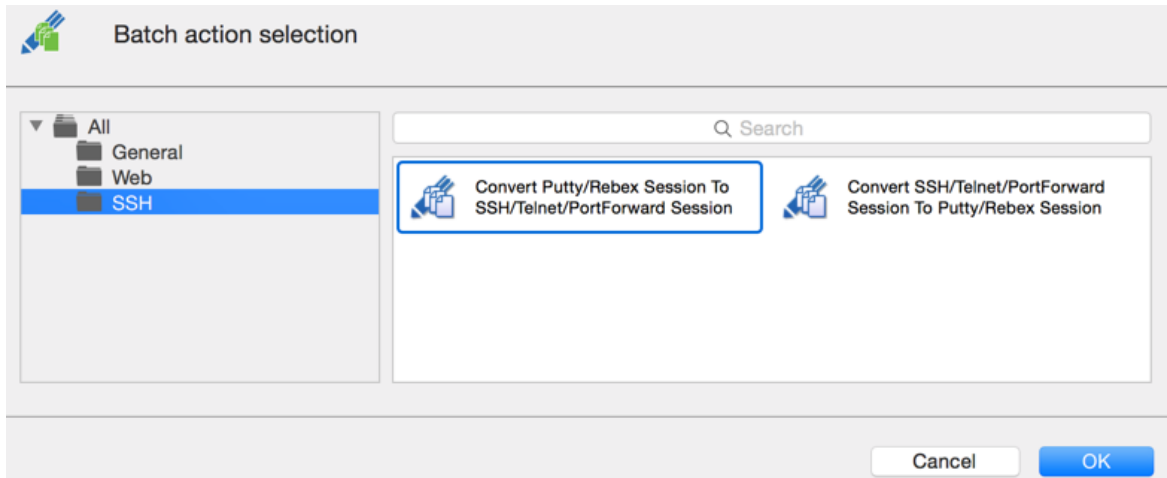 Batch action selection
All
General
Web
SSH
Search
Convert Putty/Rebex Session To
SSH/Telnet/PortForward Session
Convert SSH/Telnet/PortForward
Session To Putty/Rebex Session
Cancel
OK